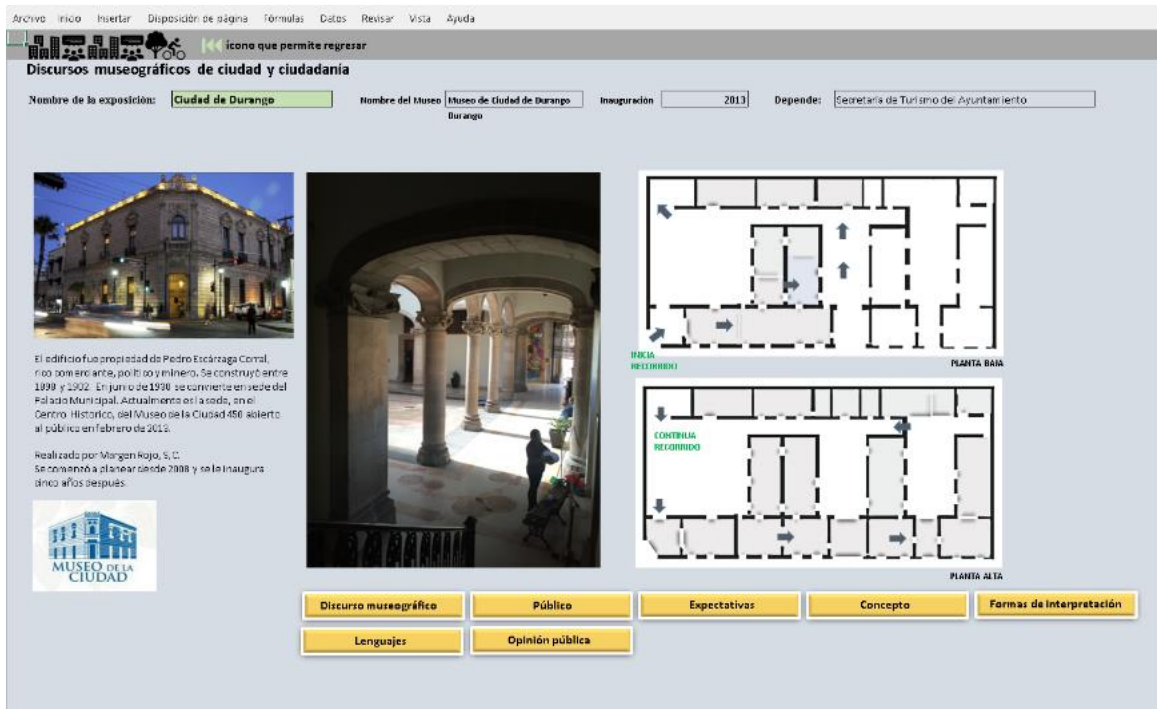 Archivo Inicio Insertar Disposición de página Fórmulas Datos Revisar Vista Ayuda
ícono que permite regresar
Discursos museográficos de ciudad y ciudadanía
Nombre de la exposición: Ciudad de Durango Nombre del Museo Museo de Ciudad de Durango Inauguración 2013 Depende: Secretaría de Turismo del Ayuntamiento
Durango
INICIA
RECORRIDO
PLANTA BAJA
El edificio fue propiedad de Pedro Escárzaga Corral,
rico comerciante, político y minero. Se construyó entre
1898 y 1902. En junio de 1930 se convierte en sede del
Palacio Municipal. Actualmente es la sede, en el
Centro Historico, del Museo de la Ciudad 450 abierto
al público en febrero de 2013.
Realizado por Margen Rojo, S,C.
Se comenzó a planear desde 2008 y se le inaugura
cinco años después.
CONTINUA
RECORRIDO
MUSEO DE LA
CIUDAD
PLANTA ALTA
Discurso museográfico Público Expectativas Concepto Formas de interpretación
Lenguajes Opinión pública